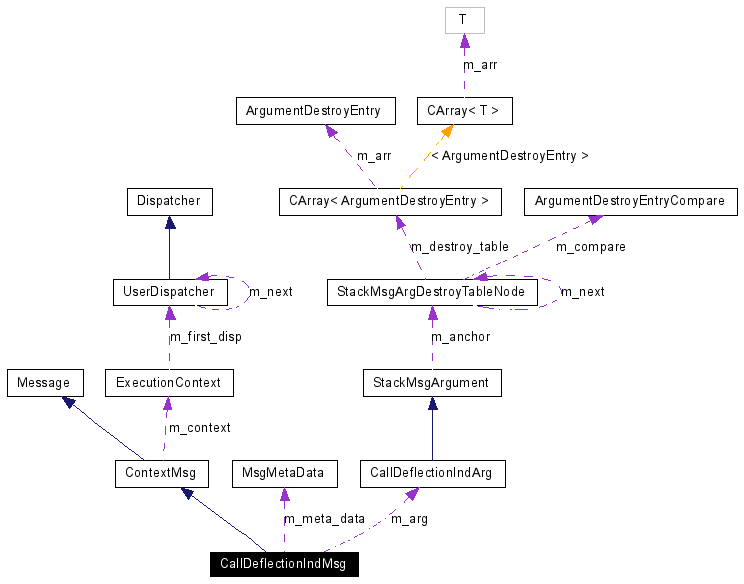 T
m_arr
ArgumentDestroyEntry
CArray< T >
m_arr
< ArgumentDestroyEntry >
Dispatcher
CArray< ArgumentDestroyEntry >
ArgumentDestroyEntryCompare
m_destroy_table
m_compare
UserDispatcher
m_next
StackMsgArgDestroyTableNode
m_next
m_first_disp
m_anchor
Message
ExecutionContext
StackMsgArgument
m_context
ContextMsg
MsgMetaData
CallDeflectionIndArg
m_meta_data
m_arg
CallDeflectionIndMsg